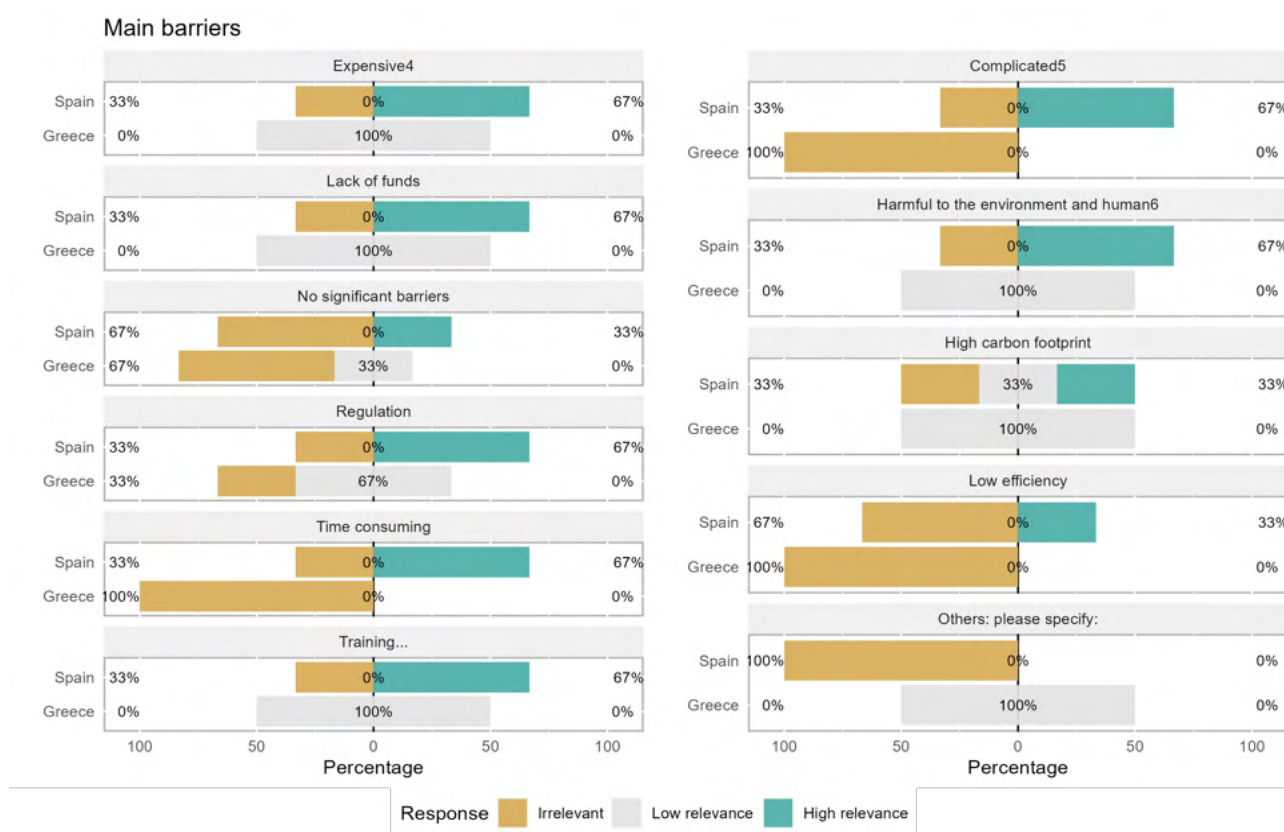 Main barriers
Expensive4
Spain 33% 0% 67%
Greece 0% 100% 0%
Lack of funds
Spain 33% 0% 67%
Greece 0% 100% 0%
No significant barriers
Spain 67% 0% 33%
Greece 67% 33% 0%
Regulation
Spain 33% 0% 67%
Greece 33% 67% 0%
Time consuming
Spain 33% 0% 67%
Greece 100% 0% 0%
Training...
Spain 33% 0% 67%
Greece 0% 100% 0%
100 50 0 50 100
Percentage
Complicated5
Spain 33% 0% 67%
Greece 100% 0% 0%
Harmful to the environment and human6
Spain 33% 0% 67%
Greece 0% 100% 0%
High carbon footprint
Spain 33% 33% 33%
Greece 0% 100% 0%
Low efficiency
Spain 67% 0% 33%
Greece 100% 0% 0%
Others: please specify:
Spain 100% 0% 0%
Greece 0% 100% 0%
100 50 0 50 100
Percentage
Response Irrelevant Low relevance High relevance